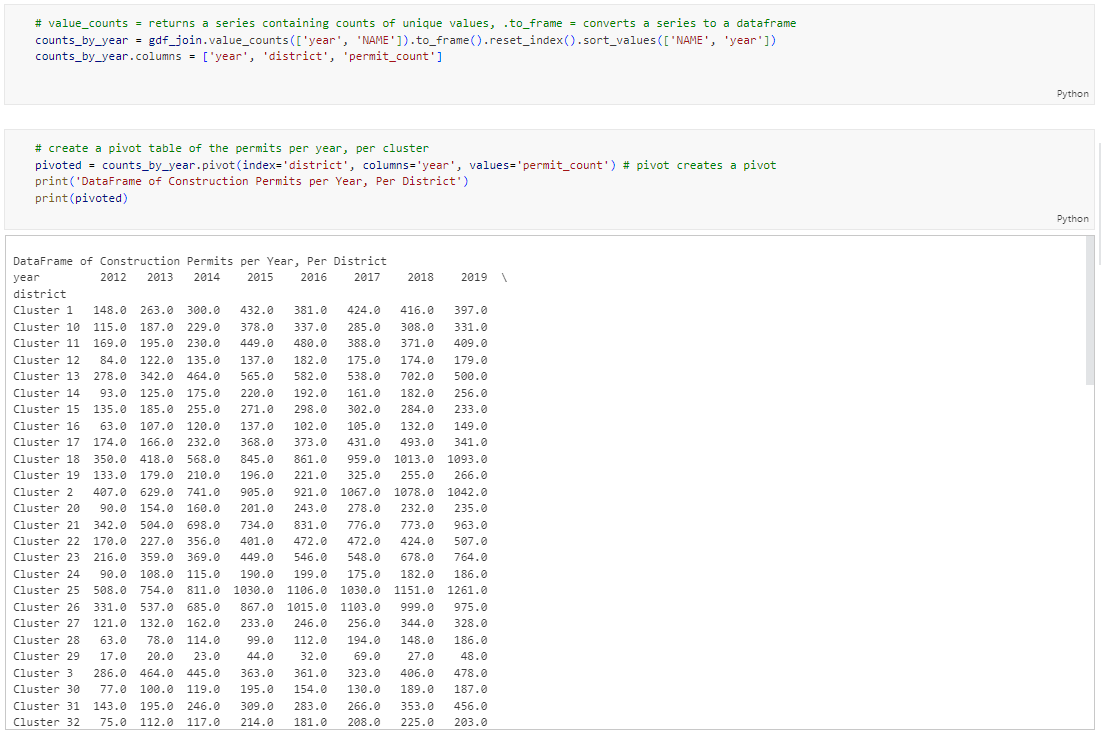 # value_counts = returns a series containing counts of unique values, .to_frame = converts a series to a dataframe
counts_by_year = gdf_join.value_counts(['year', 'NAME']).to_frame().reset_index().sort_values(['NAME', 'year'])
counts_by_year.columns = ['year', 'district', 'permit_count']
Python
# create a pivot table of the permits per year, per cluster
pivoted = counts_by_year.pivot(index='district', columns='year', values='permit_count') # pivot creates a pivot
print('DataFrame of Construction Permits per Year, Per District')
print(pivoted)
Python
DataFrame of Construction Permits per Year, Per District
year 2012 2013 2014 2015 2016 2017 2018 2019 \
district
Cluster 1 148.0 263.0 300.0 432.0 381.0 424.0 416.0 397.0
Cluster 10 115.0 187.0 229.0 378.0 337.0 285.0 308.0 331.0
Cluster 11 169.0 195.0 230.0 449.0 480.0 388.0 371.0 409.0
Cluster 12 84.0 122.0 135.0 137.0 182.0 175.0 174.0 179.0
Cluster 13 278.0 342.0 464.0 565.0 582.0 538.0 702.0 500.0
Cluster 14 93.0 125.0 175.0 220.0 192.0 161.0 182.0 256.0
Cluster 15 135.0 185.0 255.0 271.0 298.0 302.0 284.0 233.0
Cluster 16 63.0 107.0 120.0 137.0 102.0 105.0 132.0 149.0
Cluster 17 174.0 166.0 232.0 368.0 373.0 431.0 493.0 341.0
Cluster 18 350.0 418.0 568.0 845.0 861.0 959.0 1013.0 1093.0
Cluster 19 133.0 179.0 210.0 196.0 221.0 325.0 255.0 266.0
Cluster 2 407.0 629.0 741.0 905.0 921.0 1067.0 1078.0 1042.0
Cluster 20 90.0 154.0 160.0 201.0 243.0 278.0 232.0 235.0
Cluster 21 342.0 504.0 698.0 734.0 831.0 776.0 773.0 963.0
Cluster 22 170.0 227.0 356.0 401.0 472.0 472.0 424.0 507.0
Cluster 23 216.0 359.0 369.0 449.0 546.0 548.0 678.0 764.0
Cluster 24 90.0 108.0 115.0 190.0 199.0 175.0 182.0 186.0
Cluster 25 508.0 754.0 811.0 1030.0 1106.0 1030.0 1151.0 1261.0
Cluster 26 331.0 537.0 685.0 867.0 1015.0 1103.0 999.0 975.0
Cluster 27 121.0 132.0 162.0 233.0 246.0 256.0 344.0 328.0
Cluster 28 63.0 78.0 114.0 99.0 112.0 194.0 148.0 186.0
Cluster 29 17.0 20.0 23.0 44.0 32.0 69.0 27.0 48.0
Cluster 3 286.0 464.0 445.0 363.0 361.0 323.0 406.0 478.0
Cluster 30 77.0 100.0 119.0 195.0 154.0 130.0 189.0 187.0
Cluster 31 143.0 195.0 246.0 309.0 283.0 266.0 353.0 456.0
Cluster 32 75.0 112.0 117.0 214.0 181.0 208.0 225.0 203.0